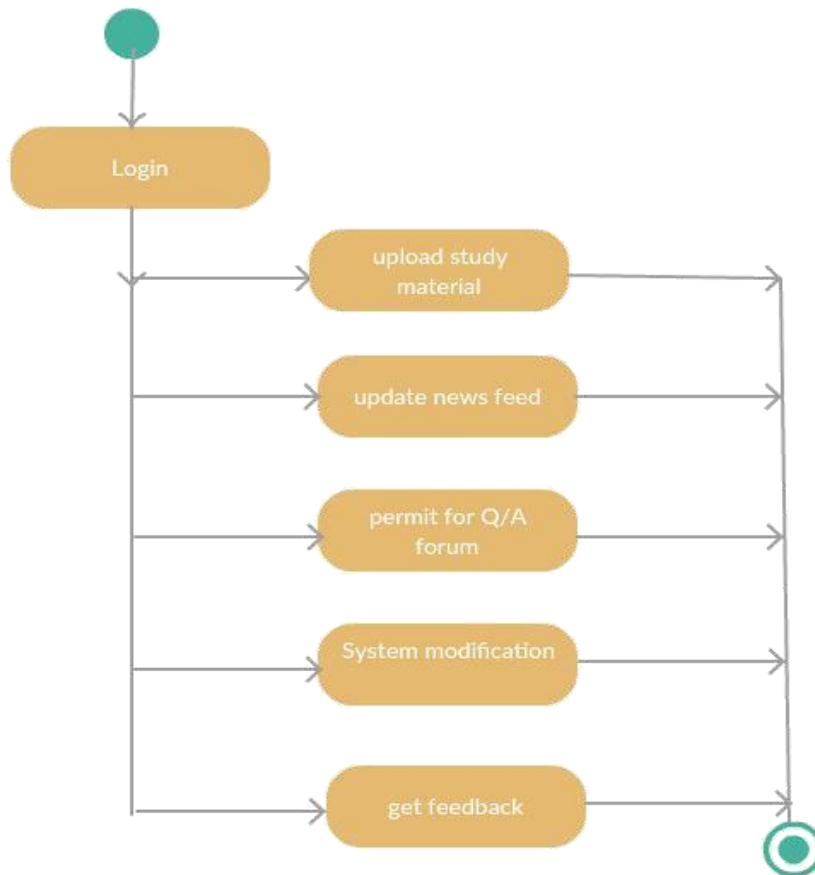 Login
upload study
material
update news feed
permit for Q/A
forum
System modification
get feedback